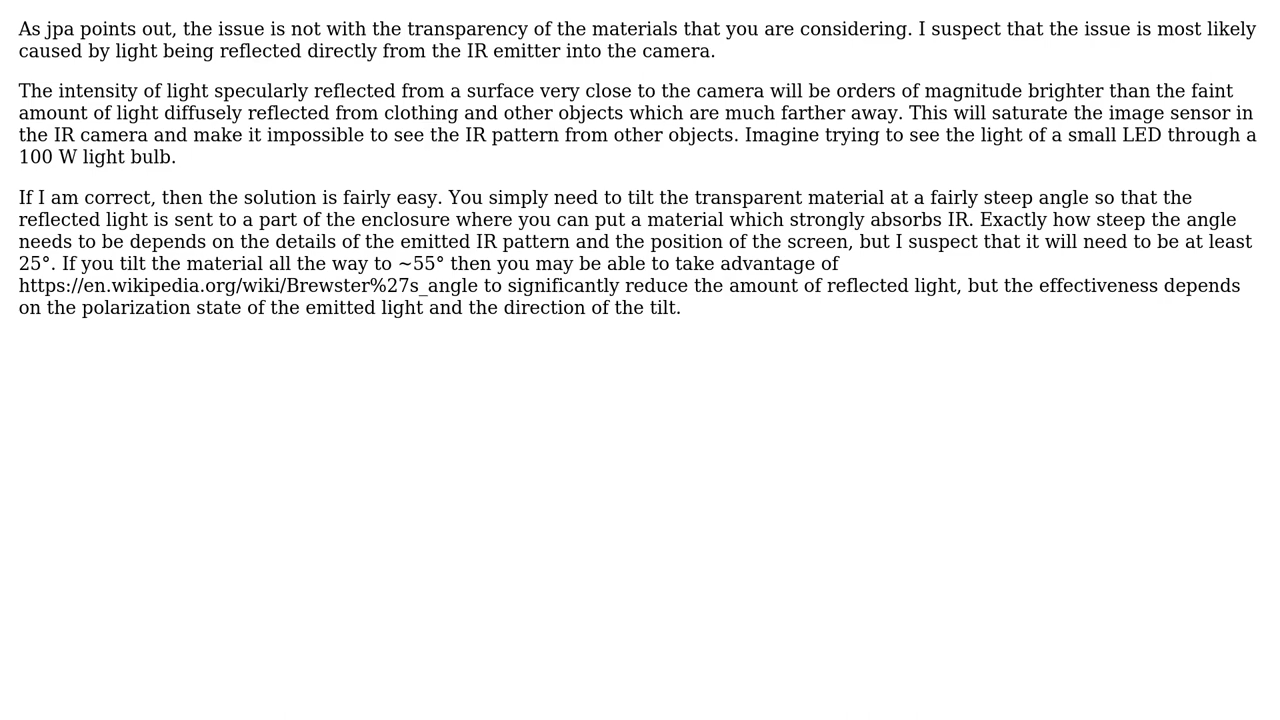 As jpa points out, the issue is not with the transparency of the materials that you are considering. I suspect that the issue is most likely
caused by light being reflected directly from the IR emitter into the camera.
The intensity of light specularly reflected from a surface very close to the camera will be orders of magnitude brighter than the faint
amount of light diffusely reflected from clothing and other objects which are much farther away. This will saturate the image sensor in
the IR camera and make it impossible to see the IR pattern from other objects. Imagine trying to see the light of a small LED through a
100 W light bulb.
If I am correct, then the solution is fairly easy. You simply need to tilt the transparent material at a fairly steep angle so that the
reflected light is sent to a part of the enclosure where you can put a material which strongly absorbs IR. Exactly how steep the angle
needs to be depends on the details of the emitted IR pattern and the position of the screen, but I suspect that it will need to be at least
25°. If you tilt the material all the way to ~55° then you may be able to take advantage of
https://en.wikipedia.org/wiki/Brewster%27s_angle to significantly reduce the amount of reflected light, but the effectiveness depends
on the polarization state of the emitted light and the direction of the tilt.